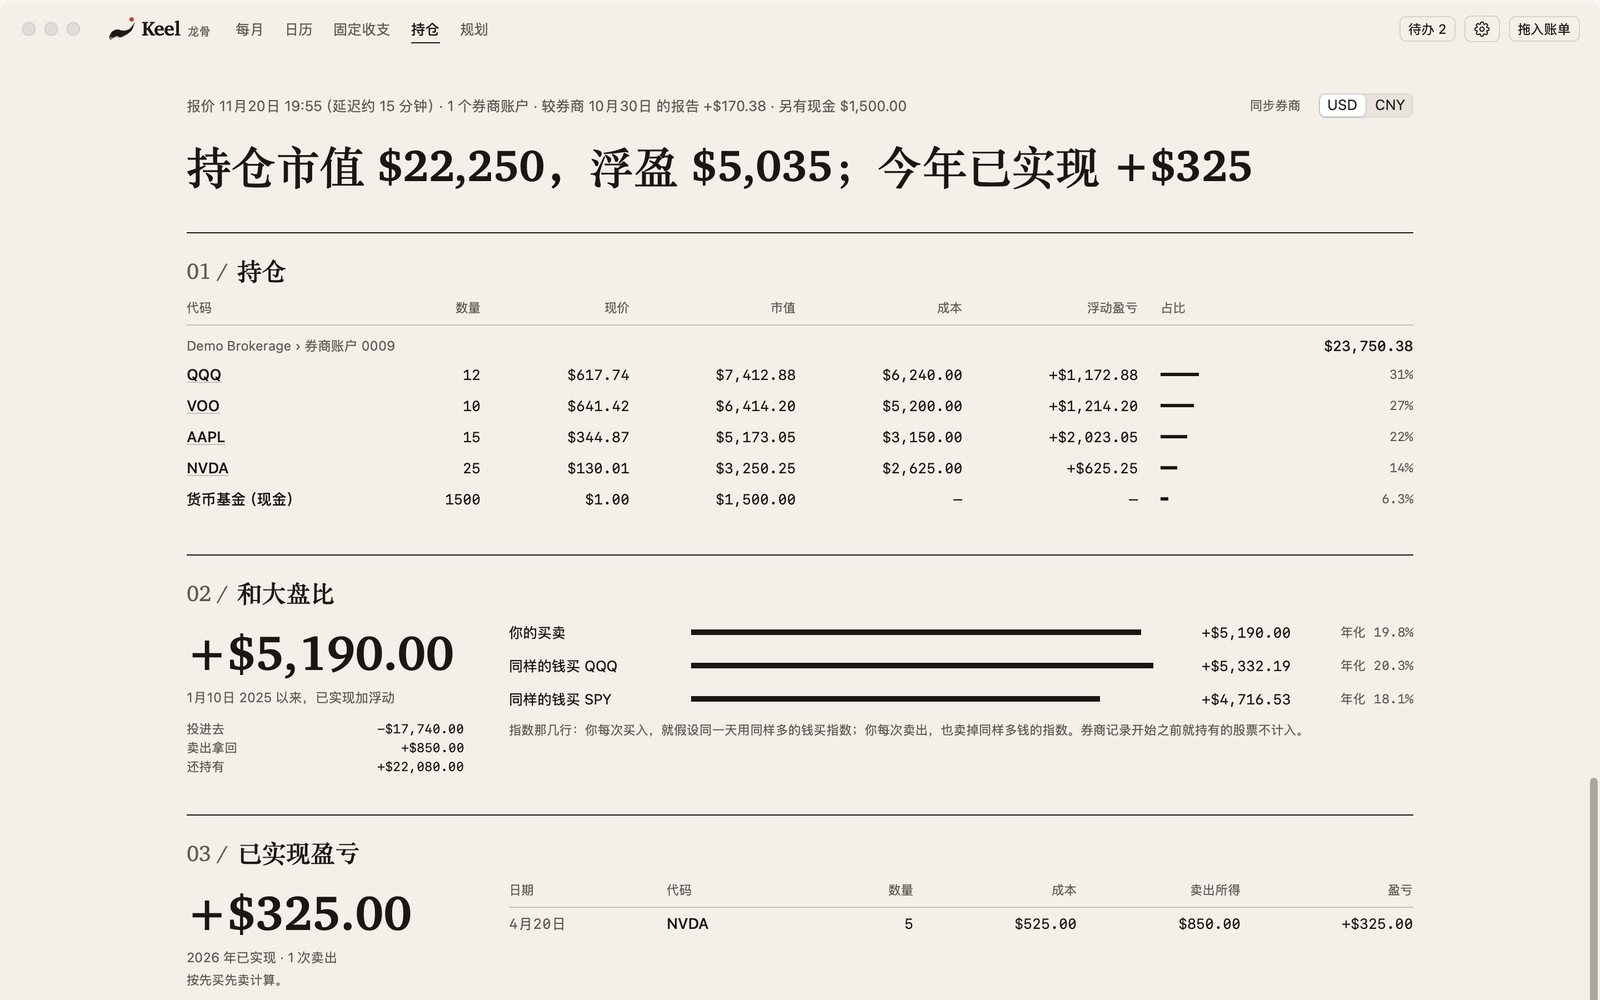 Keel 龙骨 每月 日历 固定收支 持仓 规划 待办 2 拖入账单
报价 11月20日 19:55（延迟约 15 分钟）· 1 个券商账户 · 较券商 10月30日 的报告 +$170.38 · 另有现金 $1,500.00 同步券商 USD CNY
持仓市值 $22,250，浮盈 $5,035；今年已实现 +$325
01 / 持仓
代码 数量 现价 市值 成本 浮动盈亏 占比
Demo Brokerage › 券商账户 0009 $23,750.38
QQQ 12 $617.74 $7,412.88 $6,240.00 +$1,172.88 31%
VOO 10 $641.42 $6,414.20 $5,200.00 +$1,214.20 27%
AAPL 15 $344.87 $5,173.05 $3,150.00 +$2,023.05 22%
NVDA 25 $130.01 $3,250.25 $2,625.00 +$625.25 14%
货币基金（现金） 1500 $1.00 $1,500.00 — — 6.3%
02 / 和大盘比
+$5,190.00
1月10日 2025 以来，已实现加浮动
投进去 −$17,740.00
卖出拿回 +$850.00
还持有 +$22,080.00
你的买卖 +$5,190.00 年化 19.8%
同样的钱买 QQQ +$5,332.19 年化 20.3%
同样的钱买 SPY +$4,716.53 年化 18.1%
指数那几行：你每次买入，就假设同一天用同样多的钱买指数；你每次卖出，也卖掉同样多钱的指数。券商记录开始之前就持有的股票不计入。
03 / 已实现盈亏
+$325.00
2026 年已实现 · 1 次卖出
按先买先卖计算。
日期 代码 数量 成本 卖出所得 盈亏
4月20日 NVDA 5 $525.00 $850.00 +$325.00